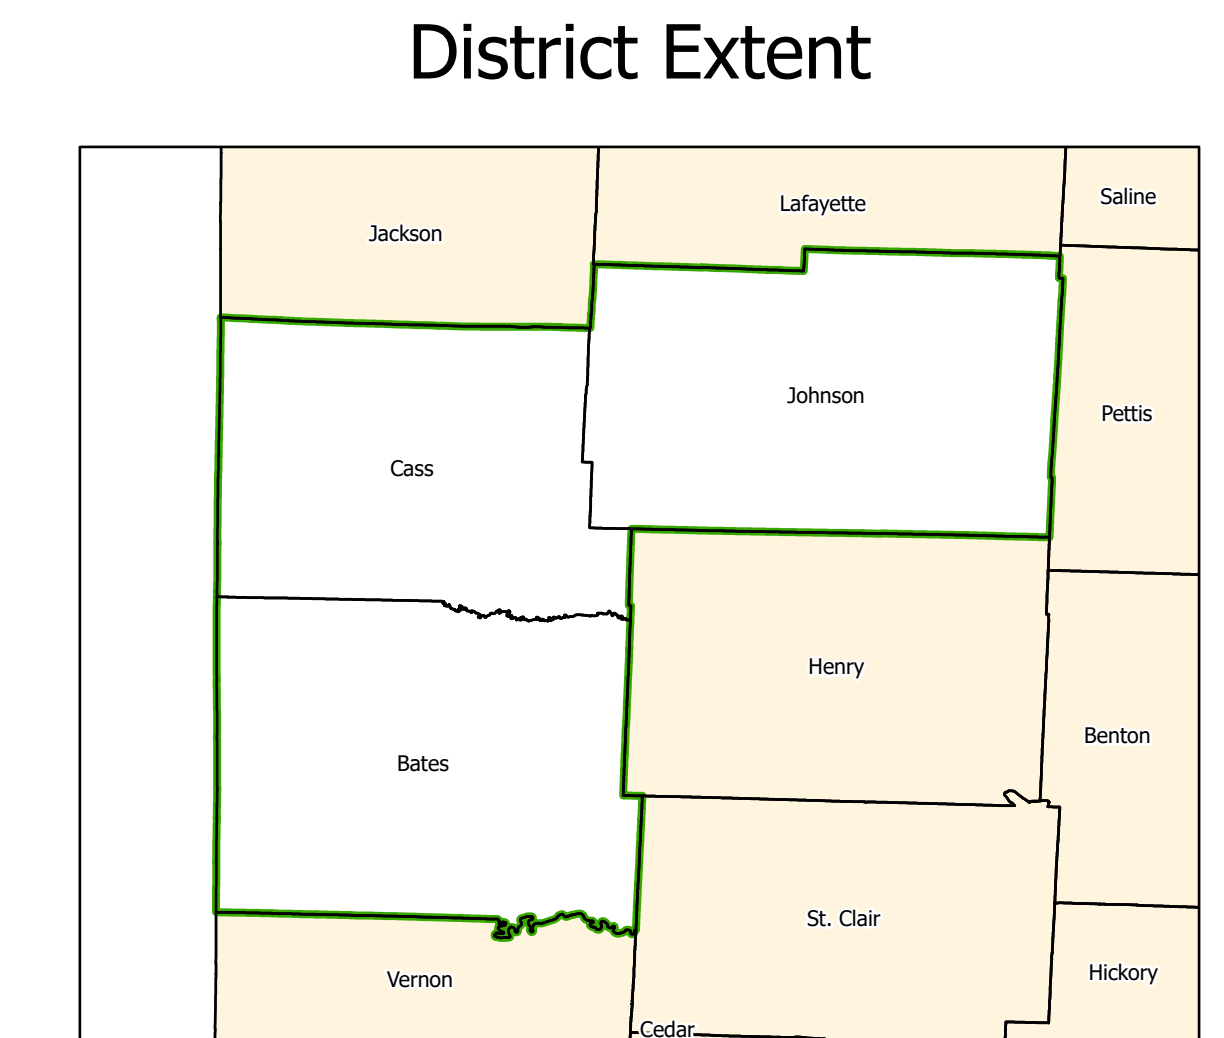 District Extent
Saline
Lafayette
Jackson
Johnson
Pettis
Cass
Henry
Benton
Bates
St. Clair
Hickory
Vernon
Cedar